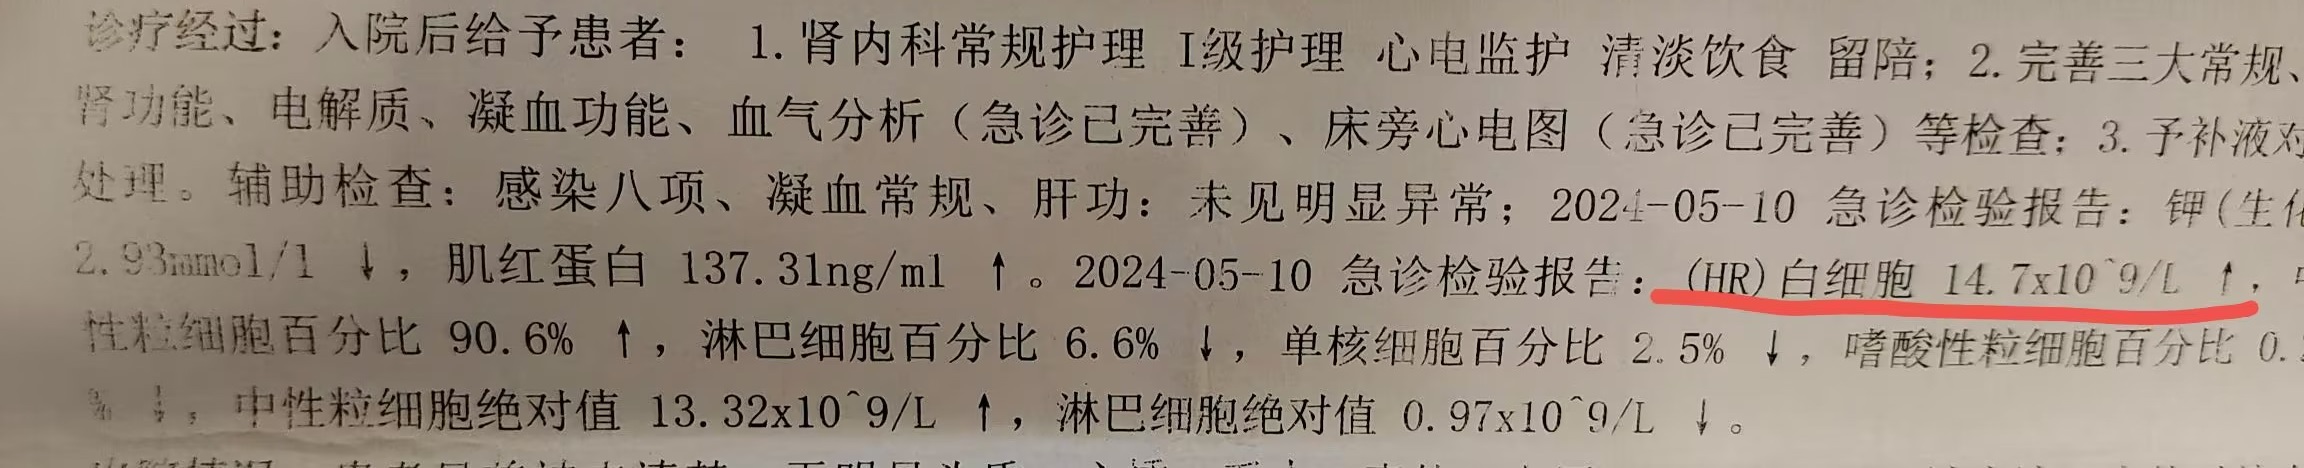 诊疗经过：入院后给予患者： 1.肾内科常规护理 I级护理 心电监护 清淡饮食 留陪；2.完善三大常规、
肾功能、电解质、凝血功能、血气分析（急诊已完善）、床旁心电图（急诊已完善）等检查；3.予补液对
处理。辅助检查：感染八项、凝血常规、肝功：未见明显异常；2024-05-10 急诊检验报告：钾(生化
2.93mmol/l ↓，肌红蛋白 137.31ng/ml ↑。2024-05-10 急诊检验报告：(HR)白细胞 14.7x10^9/L ↑，
性粒细胞百分比 90.6% ↑，淋巴细胞百分比 6.6% ↓，单核细胞百分比 2.5% ↓，嗜酸性粒细胞百分比 0.
% ↓，中性粒细胞绝对值 13.32x10^9/L ↑，淋巴细胞绝对值 0.97x10^9/L ↓。